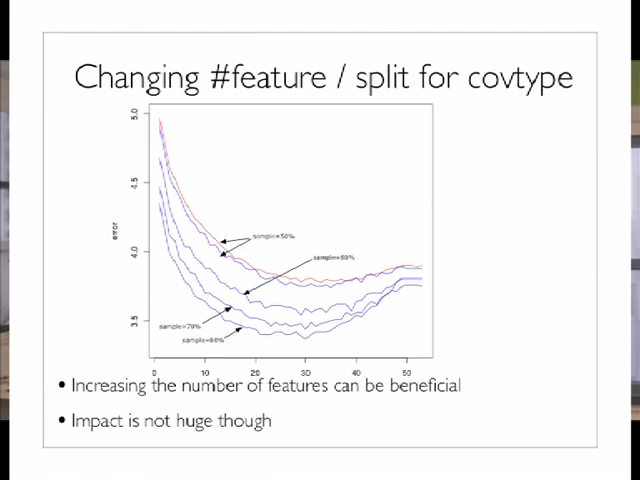 Changing #feature / split for covtype
5.0
4.5
4.0
3.5
error
sample=50%
sample=60%
sample=70%
sample=80%
0 10 20 30 40 50
• Increasing the number of features can be beneficial
• Impact is not huge though